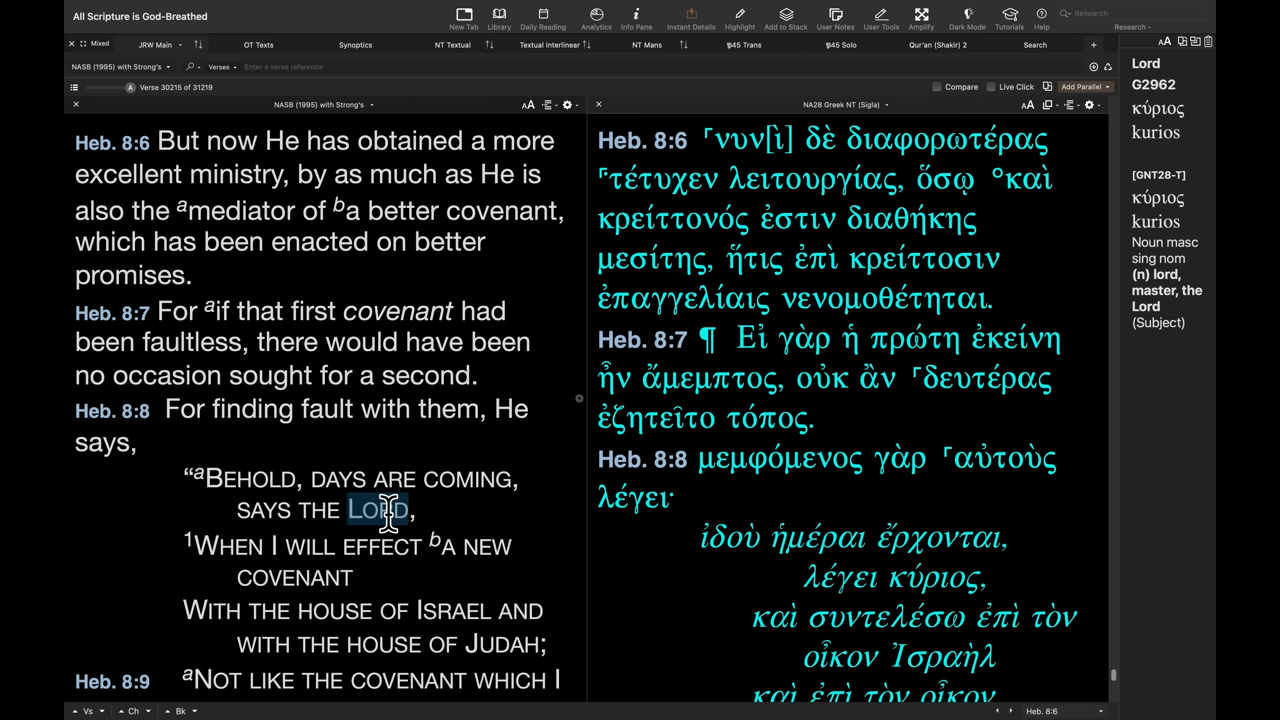 All Scripture is God-Breathed
New Tab Library Daily Reading Analytics Info Pane Instant Details Highlight Add to Stack User Notes User Tools Amplify Dark Mode Tutorials Help Research
Research
Mixed JRW Main OT Texts Synoptics NT Textual Textual Interlinear NT Mans 𝔓45 Trans 𝔓45 Solo Qur'an (Shakir) 2 Search +
NASB (1995) with Strong's Verses Enter a verse reference
A Verse 30215 of 31219 Compare Live Click Add Parallel
NASB (1995) with Strong's
Heb. 8:6 But now He has obtained a more
excellent ministry, by as much as He is
also the ᵃmediator of ᵇa better covenant,
which has been enacted on better
promises.
Heb. 8:7 For ᵃif that first covenant had
been faultless, there would have been
no occasion sought for a second.
Heb. 8:8 For finding fault with them, He
says,
“ᵃBEHOLD, DAYS ARE COMING,
SAYS THE LORD,
¹WHEN I WILL EFFECT ᵇA NEW
COVENANT
WITH THE HOUSE OF ISRAEL AND
WITH THE HOUSE OF JUDAH;
Heb. 8:9 ᵃNOT LIKE THE COVENANT WHICH I
NA28 Greek NT (Sigla)
Heb. 8:6 ⸀νυν[ὶ] δὲ διαφορωτέρας
⸁τέτυχεν λειτουργίας, ὅσῳ °καὶ
κρείττονός ἐστιν διαθήκης
μεσίτης, ἥτις ἐπὶ κρείττοσιν
ἐπαγγελίαις νενομοθέτηται.
Heb. 8:7 ¶ Εἰ γὰρ ἡ πρώτη ἐκείνη
ἦν ἄμεμπτος, οὐκ ἂν ⸀δευτέρας
ἐζητεῖτο τόπος.
Heb. 8:8 μεμφόμενος γὰρ ⸀αὐτοὺς
λέγει·
ἰδοὺ ἡμέραι ἔρχονται,
λέγει κύριος,
καὶ συντελέσω ἐπὶ τὸν
οἶκον Ἰσραὴλ
καὶ ἐπὶ τὸν οἶκον
Lord
G2962
κύριος
kurios
[GNT28-T]
κύριος
kurios
Noun masc
sing nom
(n) lord,
master, the
Lord
(Subject)
Vs Ch Bk Heb. 8:6